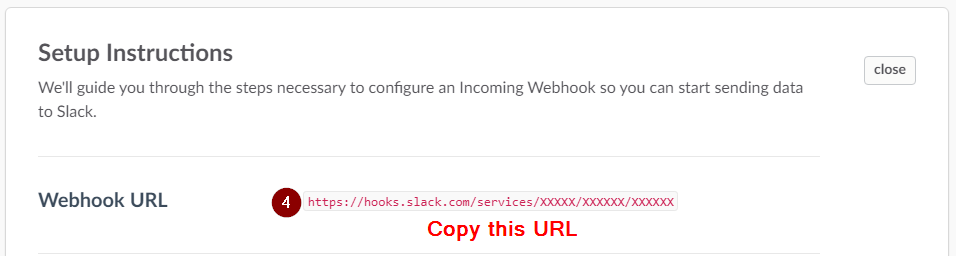 Setup Instructions
close
We'll guide you through the steps necessary to configure an Incoming Webhook so you can start sending data
to Slack.
Webhook URL
4
https://hooks.slack.com/services/XXXXX/XXXXXX/XXXXXX
Copy this URL